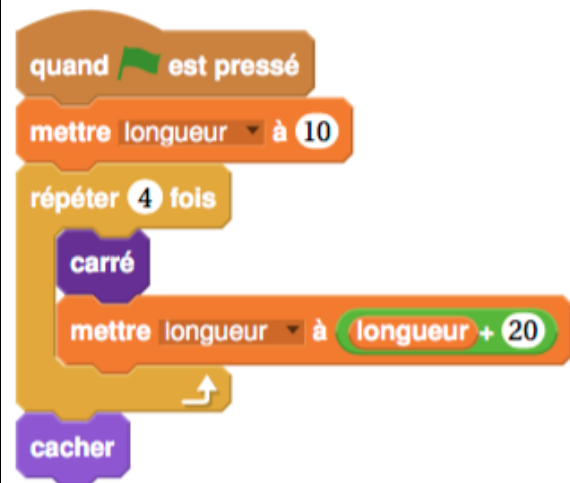 quand est pressé
mettre longueur à 10
répéter 4 fois
carré
mettre longueur à longueur + 20
cacher